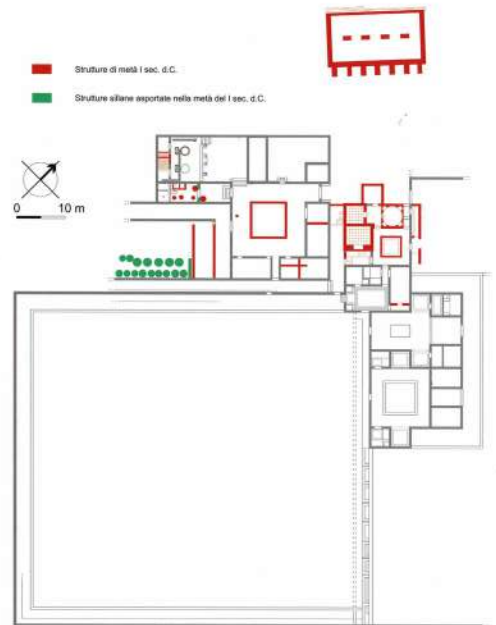 Strutture di metà I sec. d.C.
Strutture sillane asportate nella metà del I sec. d.C.
0 10 m